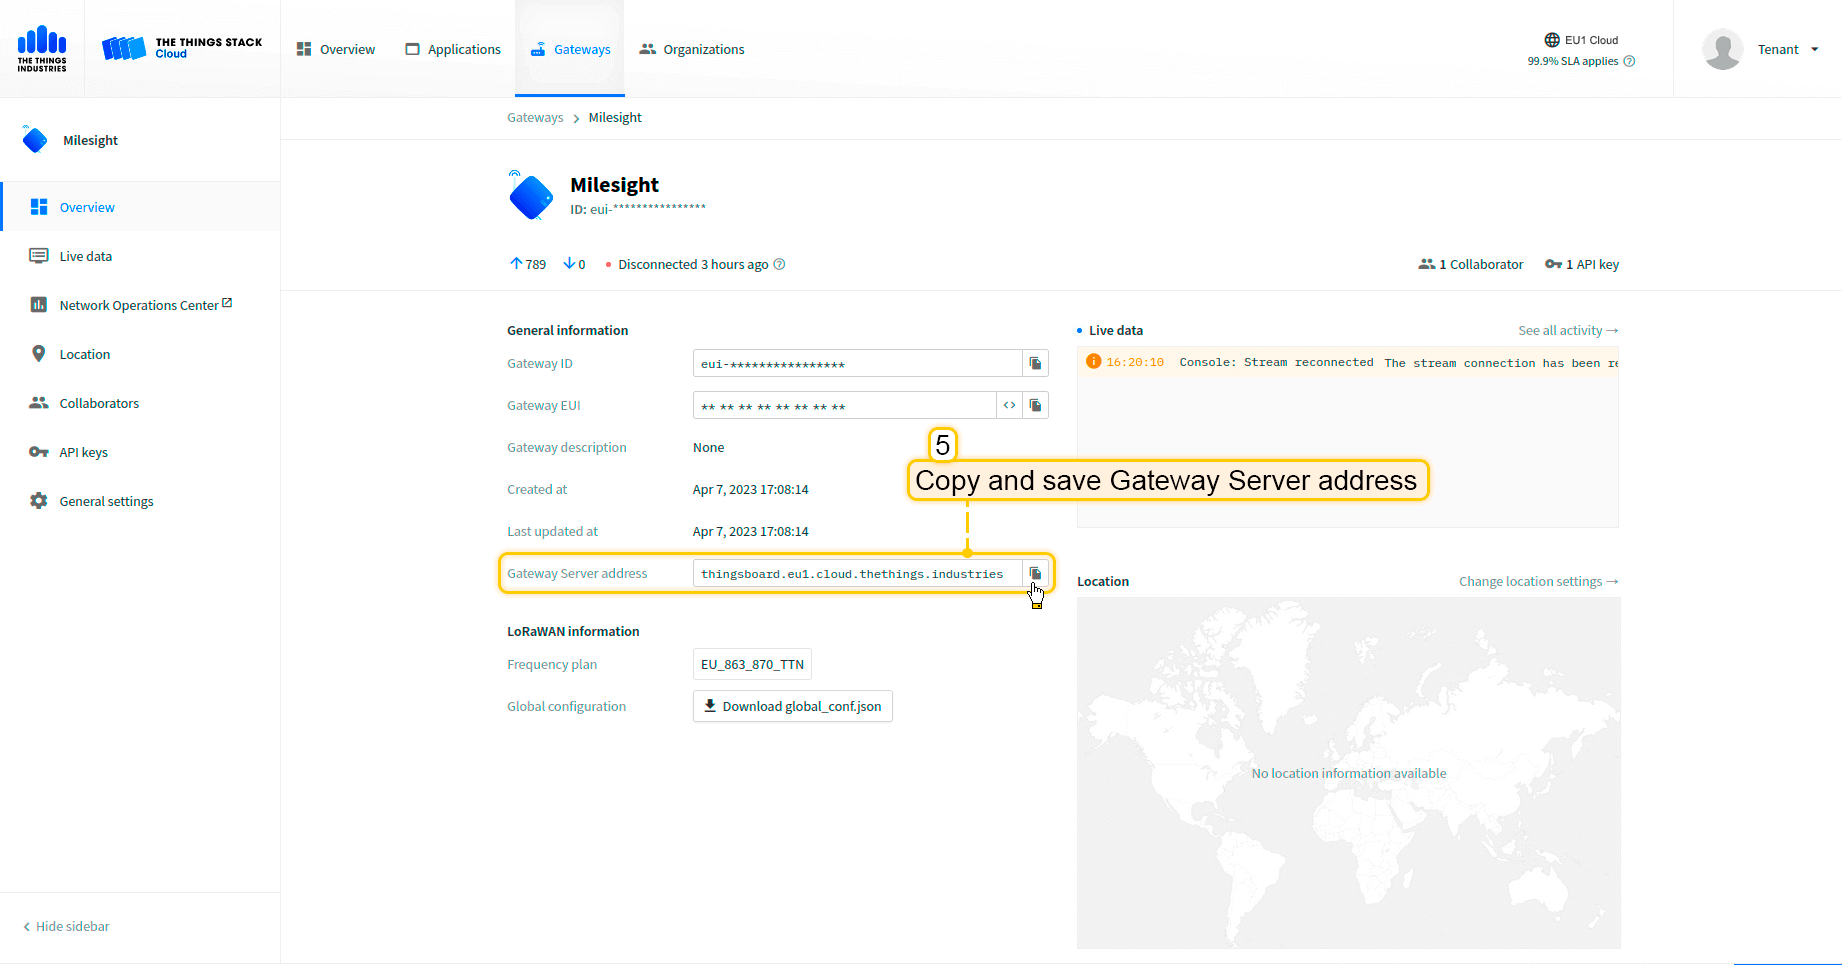 THE THINGS
INDUSTRIES
THE THINGS STACK
Cloud
Overview
Applications
Gateways
Organizations
EU1 Cloud
99.9% SLA applies
Tenant
Milesight
Overview
Live data
Network Operations Center
Location
Collaborators
API keys
General settings
Hide sidebar
Gateways
Milesight
Milesight
ID: eui-****************
789
0
Disconnected 3 hours ago
1 Collaborator
1 API key
General information
Gateway ID
eui-****************
Gateway EUI
** ** ** ** ** ** ** **
<>
Gateway description
None
Created at
Apr 7, 2023 17:08:14
Last updated at
Apr 7, 2023 17:08:14
Gateway Server address
thingsboard.eu1.cloud.thethings.industries
5
Copy and save Gateway Server address
LoRaWAN information
Frequency plan
EU_863_870_TTN
Global configuration
Download global_conf.json
Live data
See all activity →
16:20:10 Console: Stream reconnected The stream connection has been re
Location
Change location settings →
No location information available